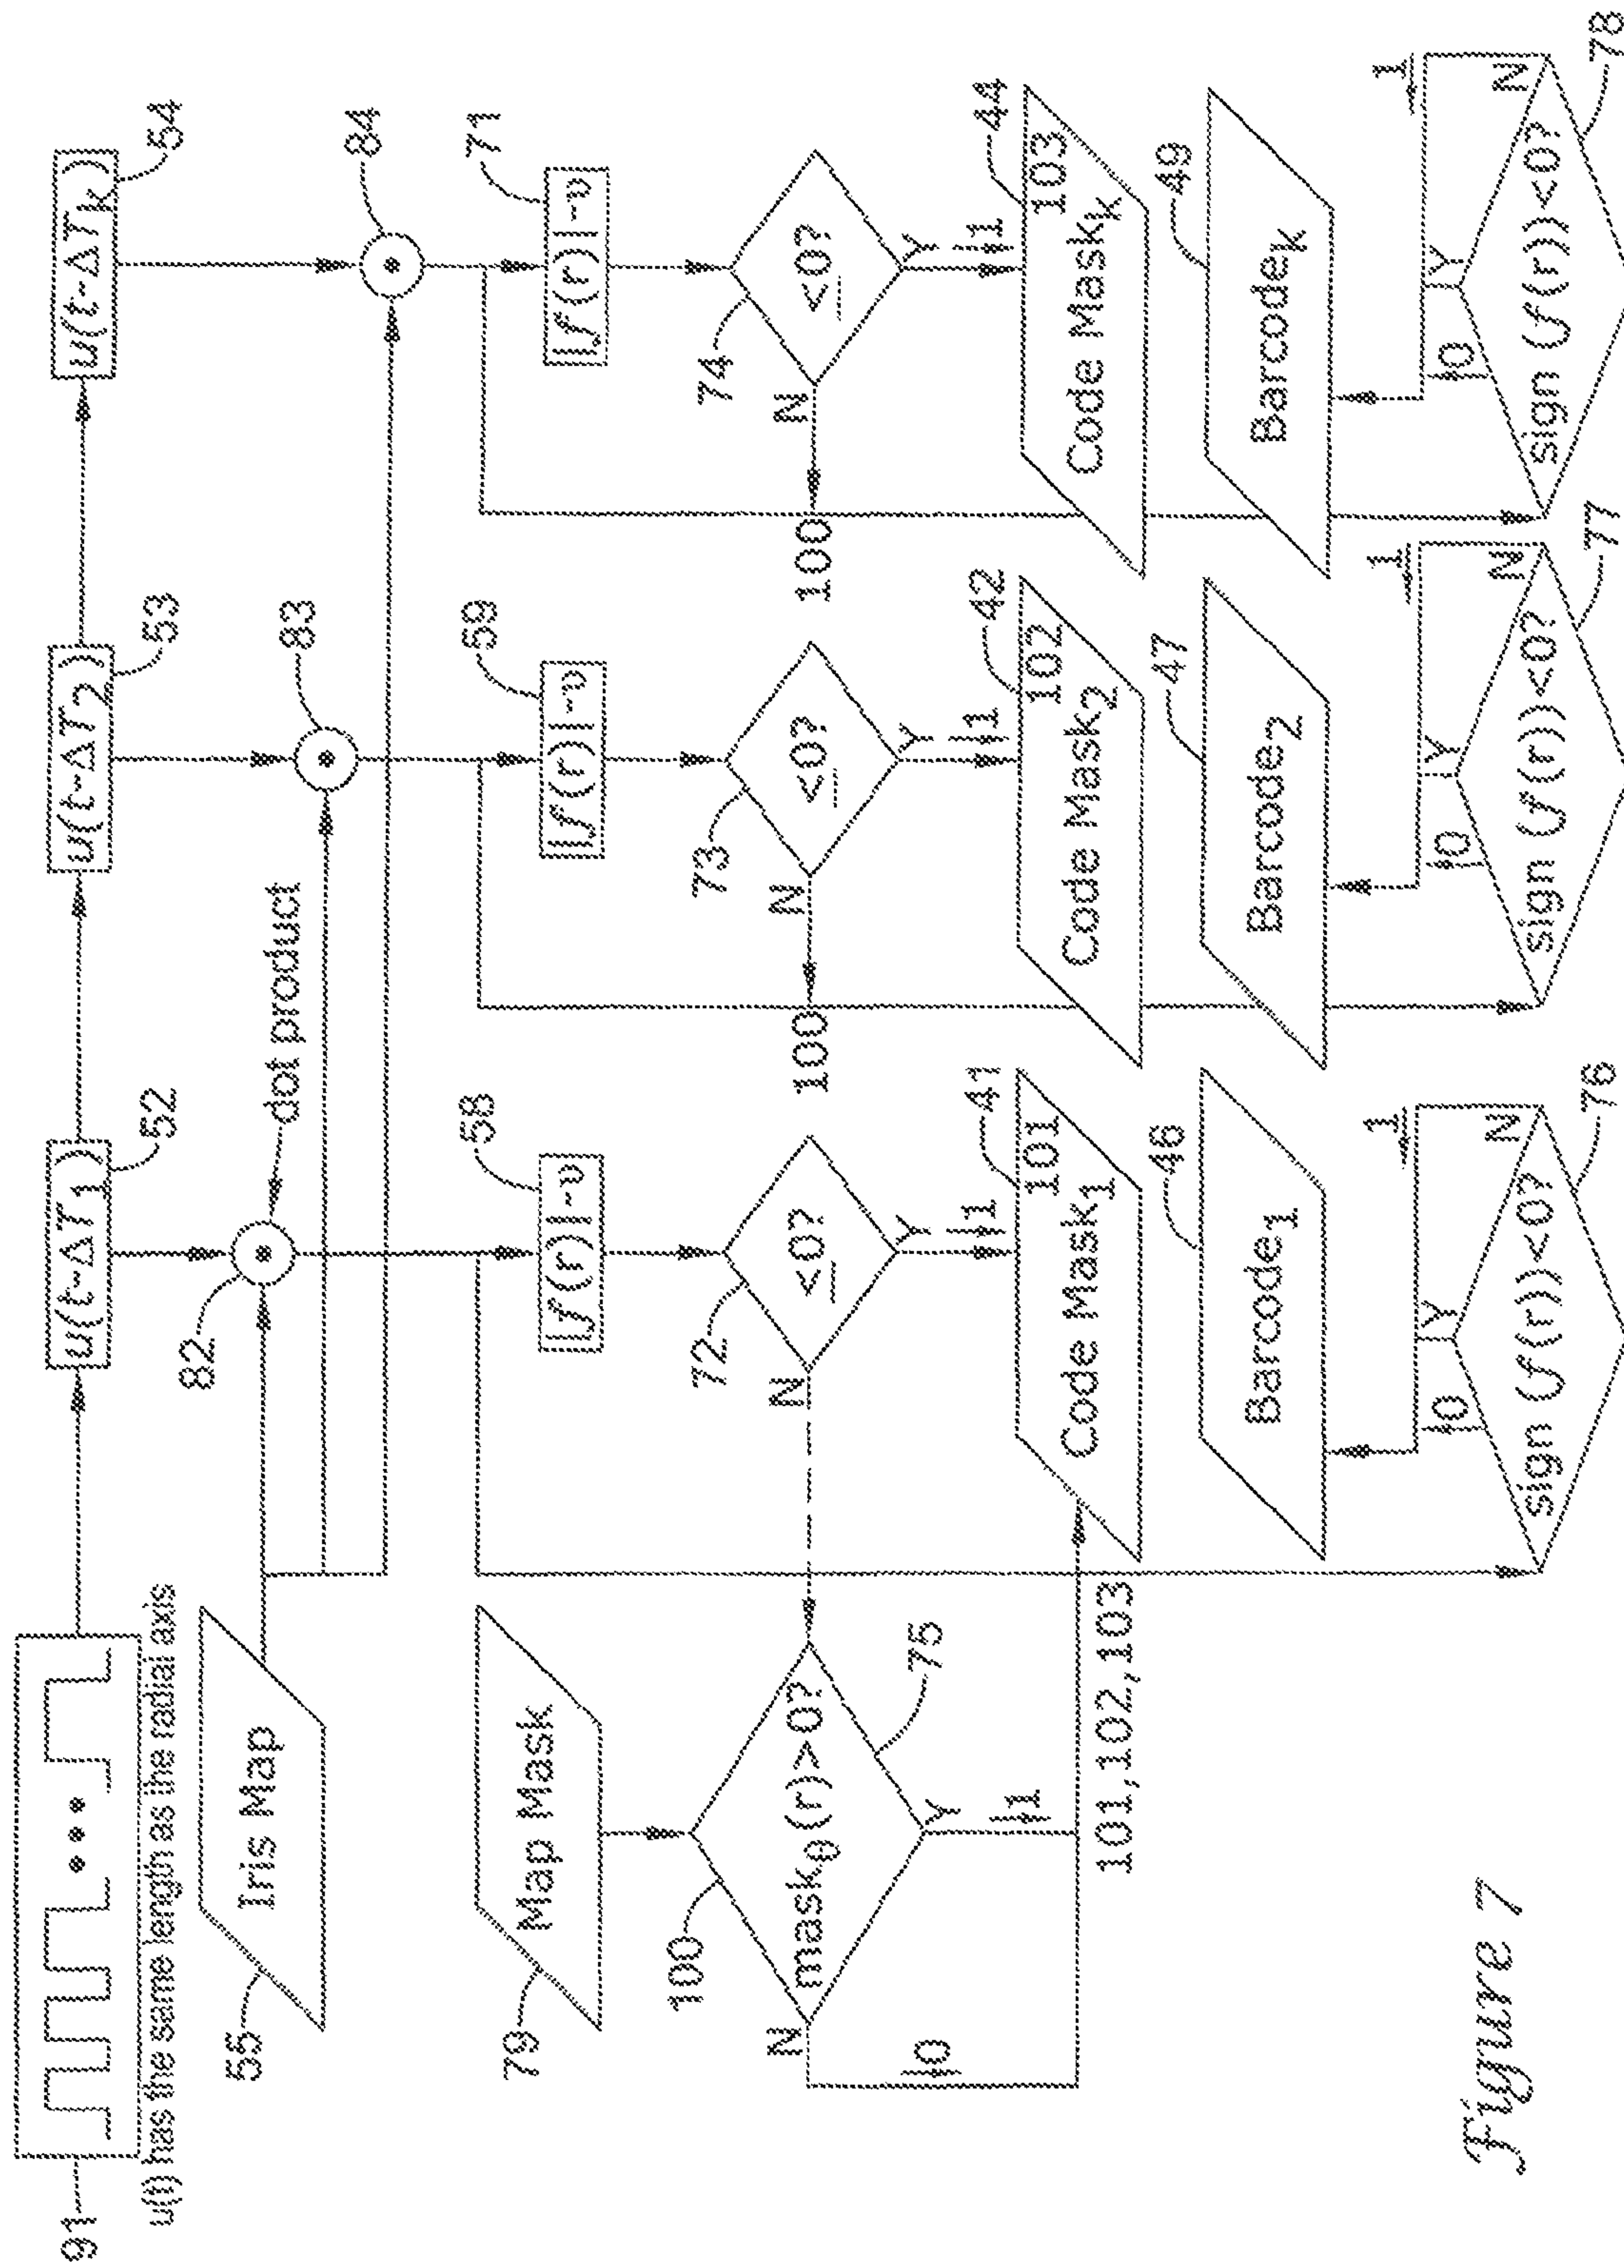 91
u(t) has the same length as the radial axis
u(t-ΔT1)
52
u(t-ΔT2)
53
u(t-ΔTk)
54
55
Iris Map
82
dot product
83
84
79
Map Mask
58
|f(r)|-υ
59
|f(r)|-υ
71
|f(r)|-υ
100
maskθ(r)>0?
75
N
0
Y
1
101,102,103
72
<0?
N
Y
1
73
<0?
N
100
Y
1
74
<0?
N
100
Y
1
41
101
Code Mask1
42
102
Code Mask2
44
103
Code Maskk
46
Barcode1
47
Barcode2
49
Barcodek
0
Y
1
N
sign (f(r))<0?
76
0
Y
1
N
sign (f(r))<0?
77
0
Y
1
N
sign (f(r))<0?
78
Figure 7